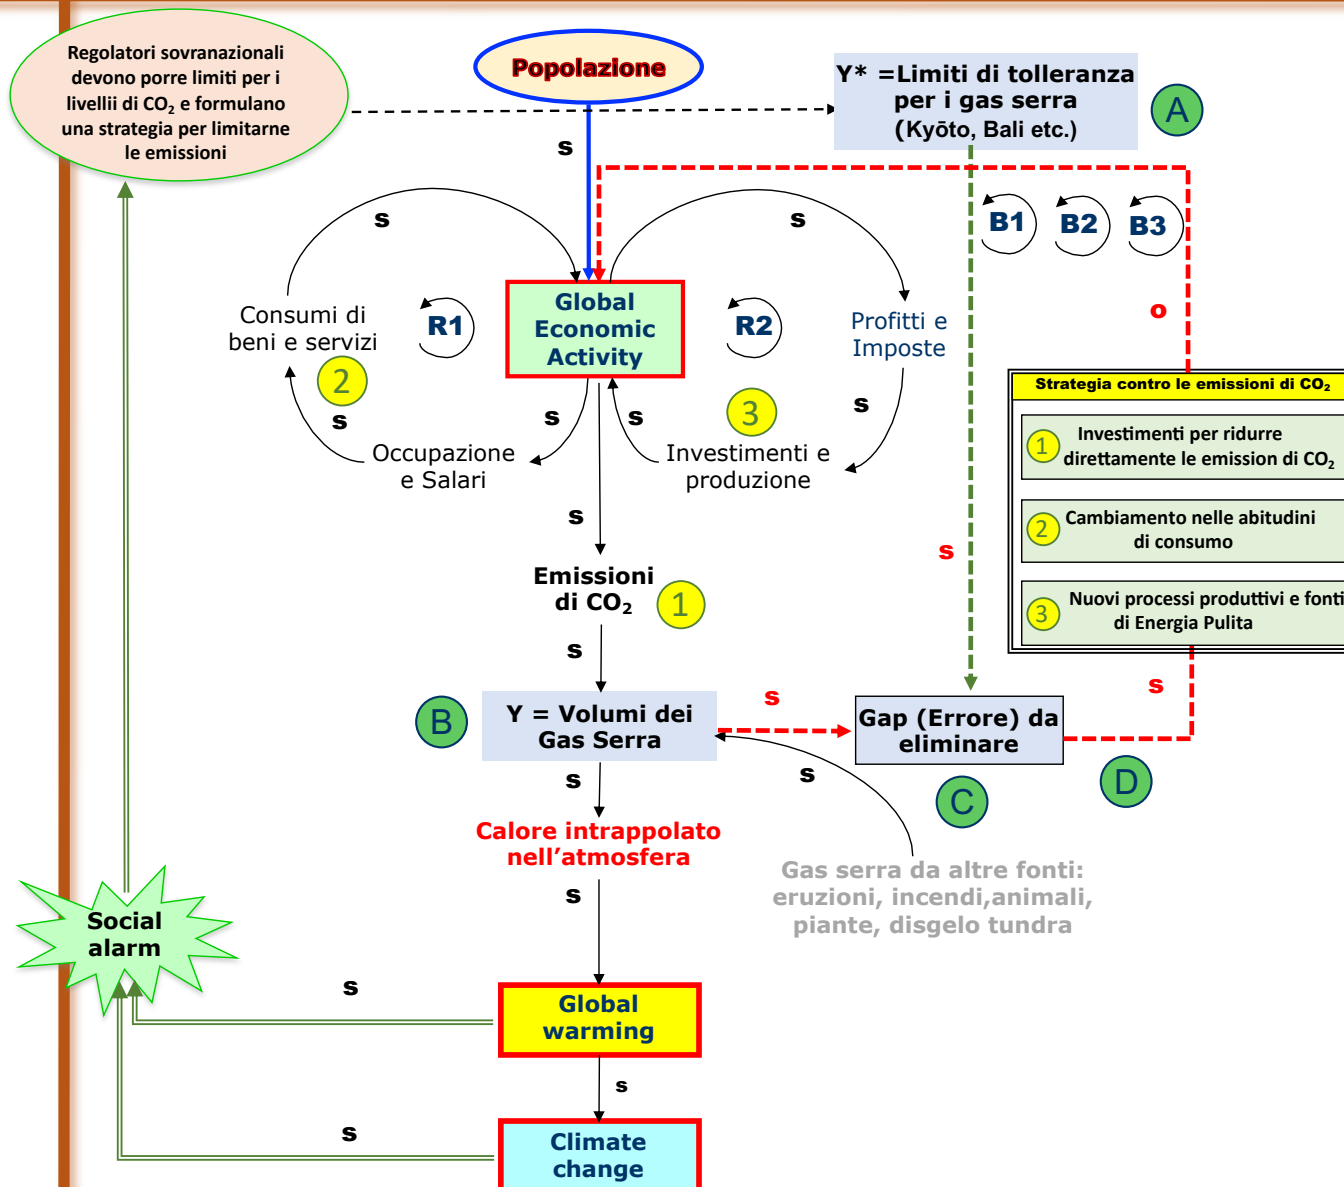 Regolatori sovranazionali
devono porre limiti per i
livellii di CO₂ e formulano
una strategia per limitarne
le emissioni
Popolazione
Y* =Limiti di tolleranza
per i gas serra
(Kyōto, Bali etc.)
A
s
s
s
B1
B2
B3
Consumi di
beni e servizi
2
R1
Global
Economic
Activity
R2
Profitti e
Imposte
o
s
s
s
s
3
Occupazione
e Salari
Investimenti e
produzione
Strategia contro le emissioni di CO₂
1
Investimenti per ridurre
direttamente le emission di CO₂
2
Cambiamento nelle abitudini
di consumo
3
Nuovi processi produttivi e fonti
di Energia Pulita
s
s
Emissioni
di CO₂
1
s
B
Y = Volumi dei
Gas Serra
s
Gap (Errore) da
eliminare
s
C
D
s
s
Calore intrappolato
nell’atmosfera
Gas serra da altre fonti:
eruzioni, incendi,animali,
piante, disgelo tundra
s
Social
alarm
s
Global
warming
s
s
Climate
change